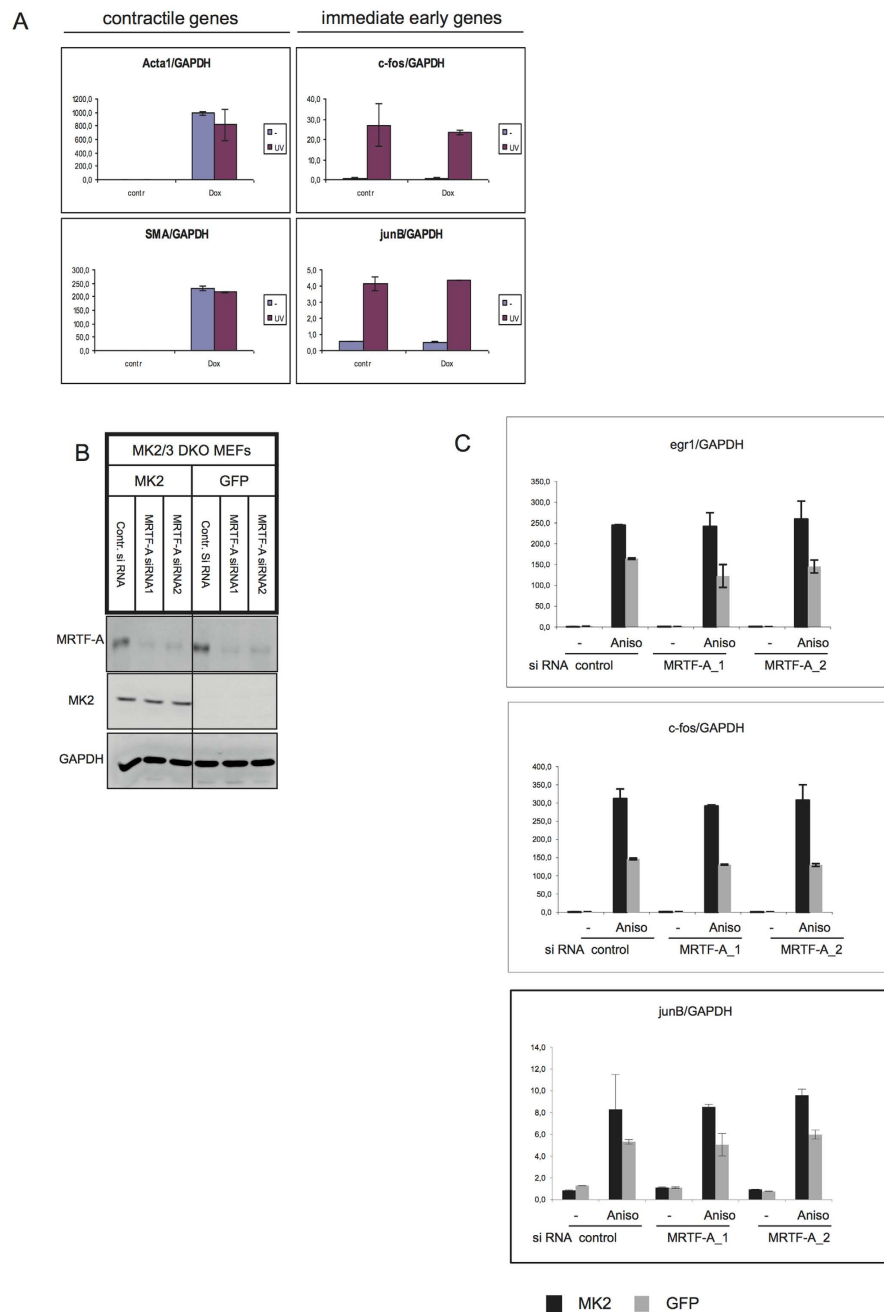 A
contractile genes
immediate early genes
Acta1/GAPDH
1200,0
1000,0
800,0
600,0
400,0
200,0
0,0
contr
Dox
-
UV
c-fos/GAPDH
40,0
30,0
20,0
10,0
0,0
contr
Dox
-
UV
SMA/GAPDH
300,0
250,0
200,0
150,0
100,0
50,0
0,0
contr
Dox
-
UV
junB/GAPDH
5,0
4,0
3,0
2,0
1,0
0,0
contr
Dox
-
UV
B
MK2/3 DKO MEFs
MK2
GFP
Contr. si RNA
MRTF-A siRNA1
MRTF-A siRNA2
Contr. Si RNA
MRTF-A siRNA1
MRTF-A siRNA2
MRTF-A
MK2
GAPDH
C
egr1/GAPDH
350,0
300,0
250,0
200,0
150,0
100,0
50,0
0,0
- Aniso - Aniso - Aniso
si RNA control MRTF-A_1 MRTF-A_2
c-fos/GAPDH
400,0
350,0
300,0
250,0
200,0
150,0
100,0
50,0
0,0
- Aniso - Aniso - Aniso
si RNA control MRTF-A_1 MRTF-A_2
junB/GAPDH
14,0
12,0
10,0
8,0
6,0
4,0
2,0
0,0
- Aniso - Aniso - Aniso
si RNA control MRTF-A_1 MRTF-A_2
MK2 GFP